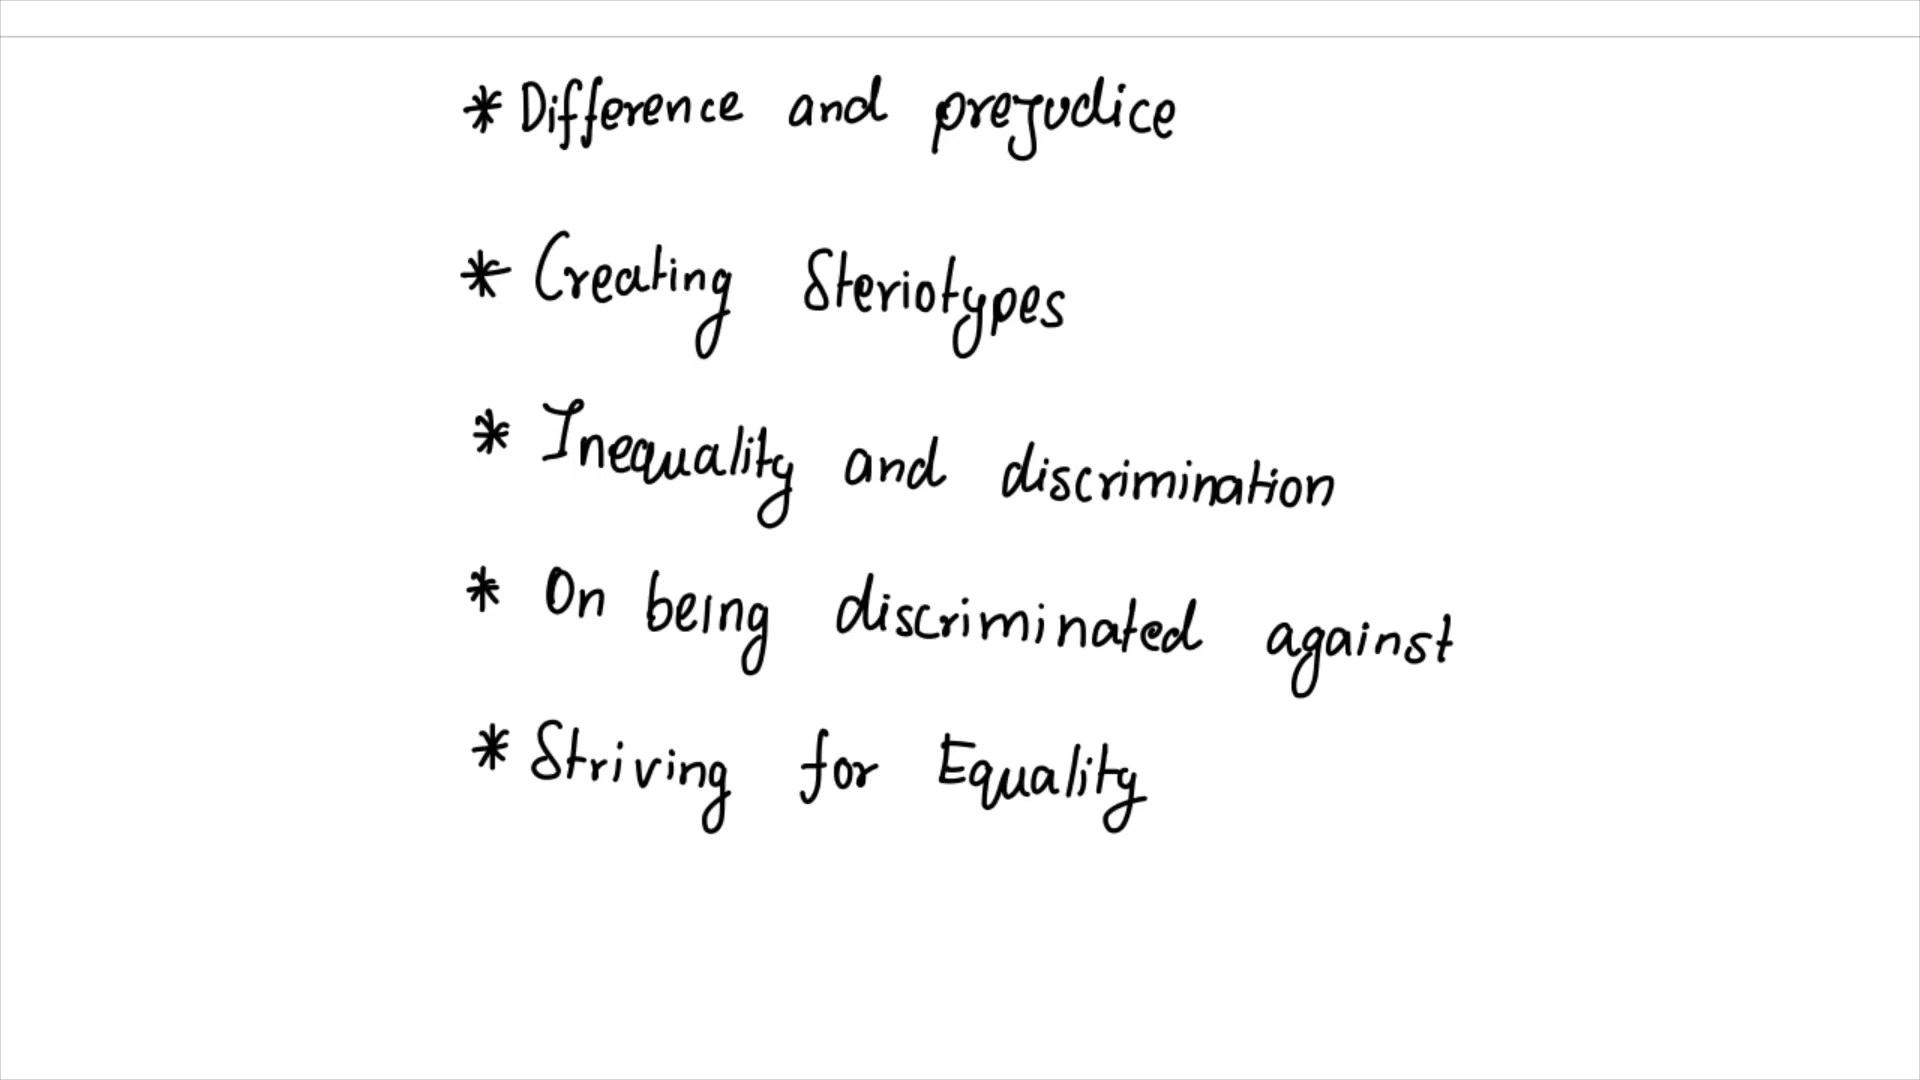 * Difference and prejudice
* Creating Steriotypes
* Inequality and discrimination
* On being discriminated against
* Striving for Equality